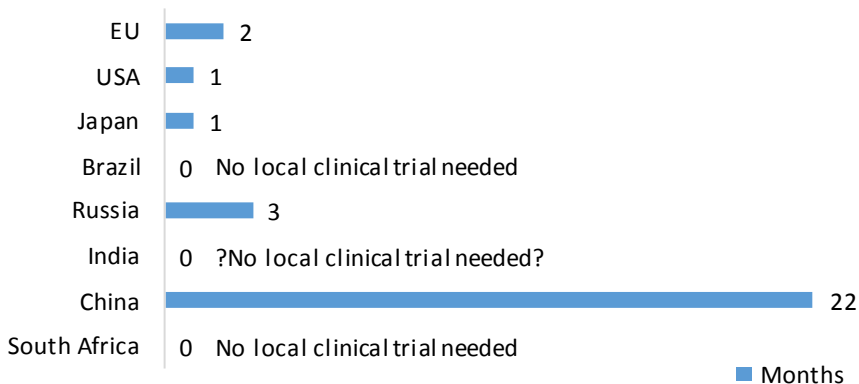 EU 2
USA 1
Japan 1
Brazil 0 No local clinical trial needed
Russia 3
India 0 ?No local clinical trial needed?
China 22
South Africa 0 No local clinical trial needed
Months